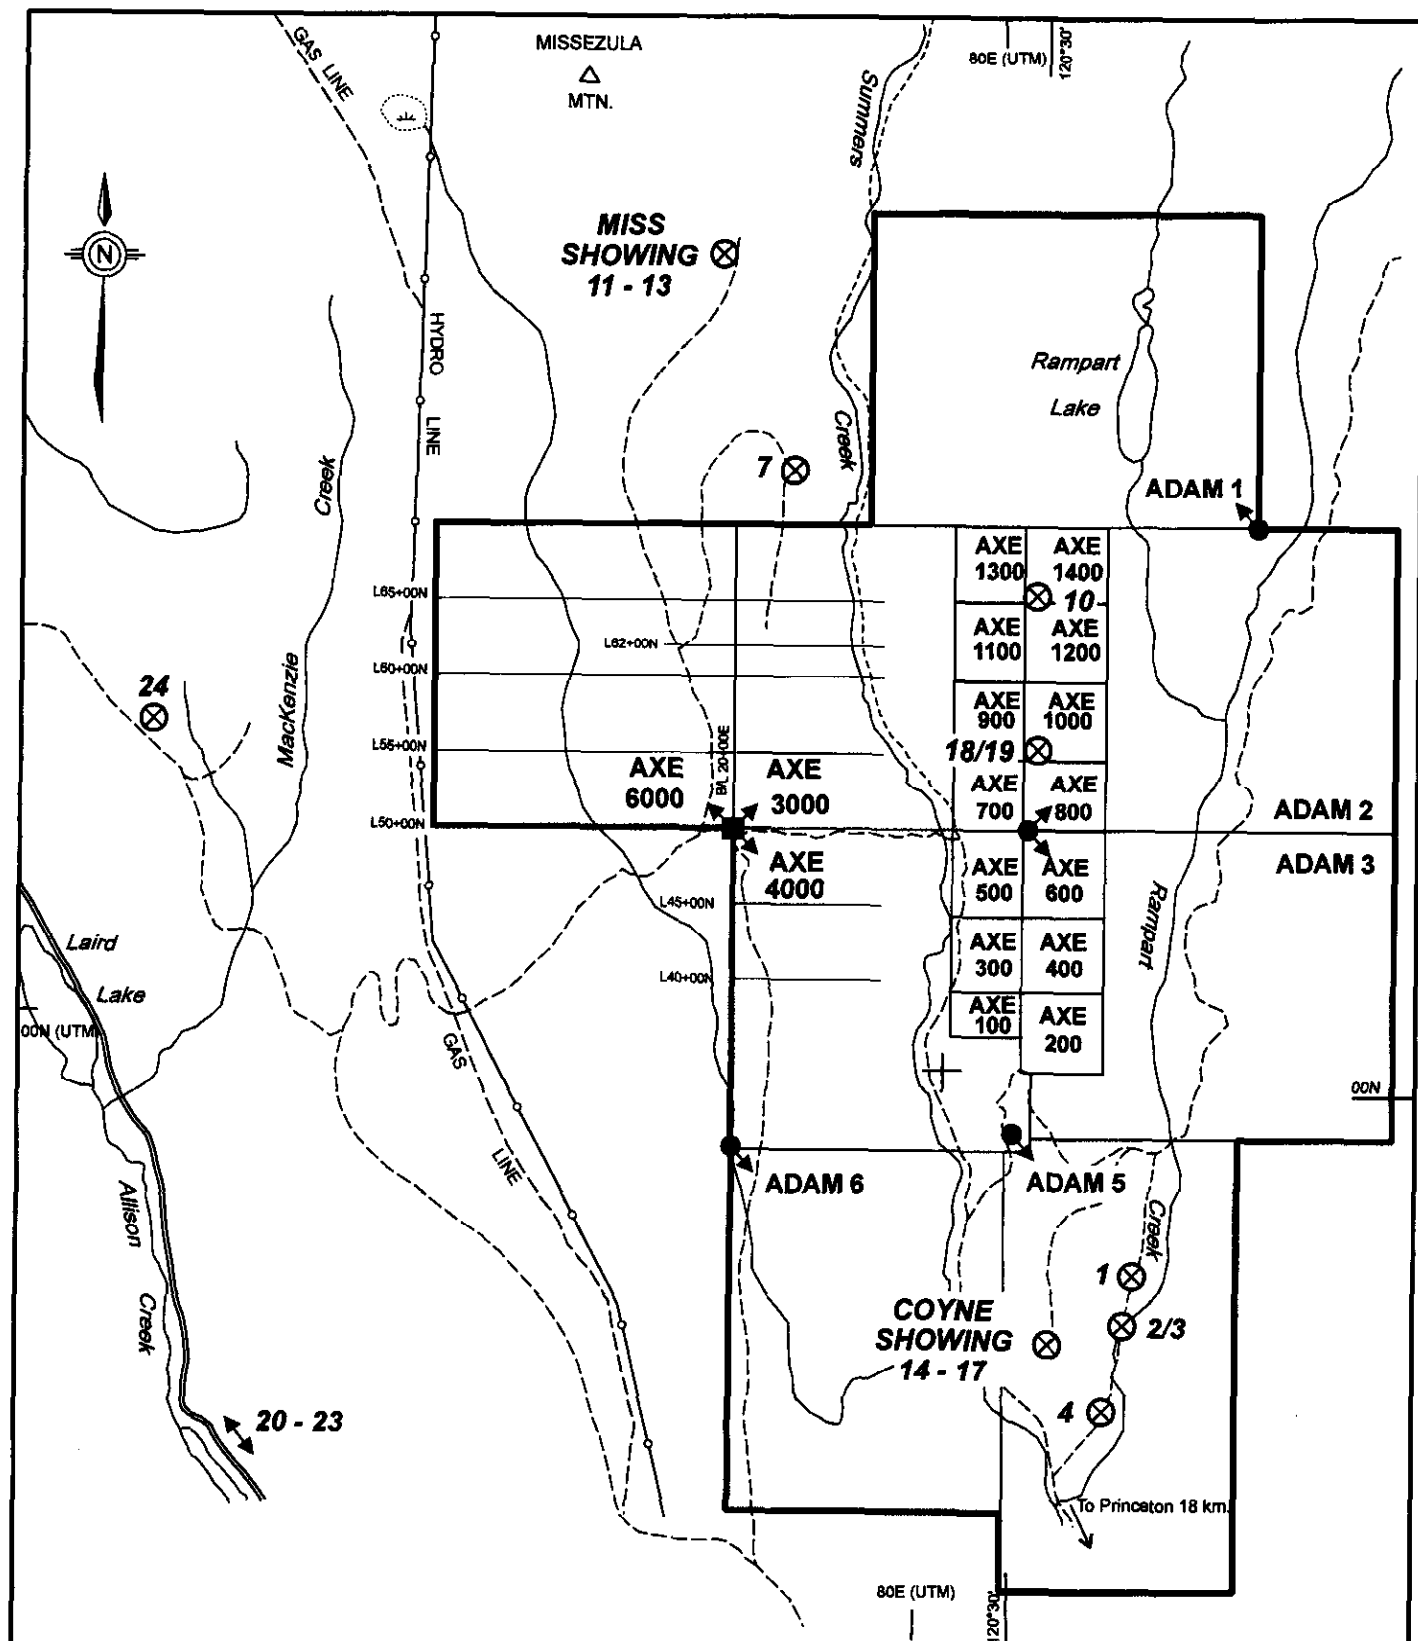 MISSEZULA
MTN.
GAS LINE
80E (UTM)
120°30'
Summers
Creek
N
MISS
SHOWING
11 - 13
HYDRO
LINE
Rampart
Lake
7
ADAM 1
Creek
MacKenzie
AXE
1300
AXE
1400
10
L65+00N
AXE
1100
AXE
1200
L62+00N
L60+00N
24
AXE
900
AXE
1000
18/19
L55+00N
B/L 20+00E
AXE
6000
AXE
3000
AXE
700
AXE
800
ADAM 2
L50+00N
AXE
4000
AXE
500
AXE
600
ADAM 3
L45+00N
Rampart
Creek
Laird
Lake
AXE
300
AXE
400
L40+00N
AXE
100
AXE
200
00N (UTM)
GAS
LINE
00N
ADAM 6
ADAM 5
Allison
Creek
1
COYNE
SHOWING
14 - 17
2/3
4
20 - 23
To Princeton 18 km.
80E (UTM)
120°30'